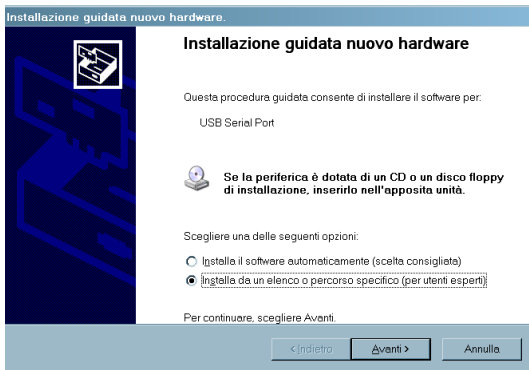 Installazione guidata nuovo hardware.
Installazione guidata nuovo hardware
Questa procedura guidata consente di installare il software per:
USB Serial Port
Se la periferica è dotata di un CD o un disco floppy
di installazione, inserirlo nell'apposita unità.
Scegliere una delle seguenti opzioni:
Installa il software automaticamente (scelta consigliata)
Installa da un elenco o percorso specifico (per utenti esperti)
Per continuare, scegliere Avanti.
< Indietro Avanti > Annulla